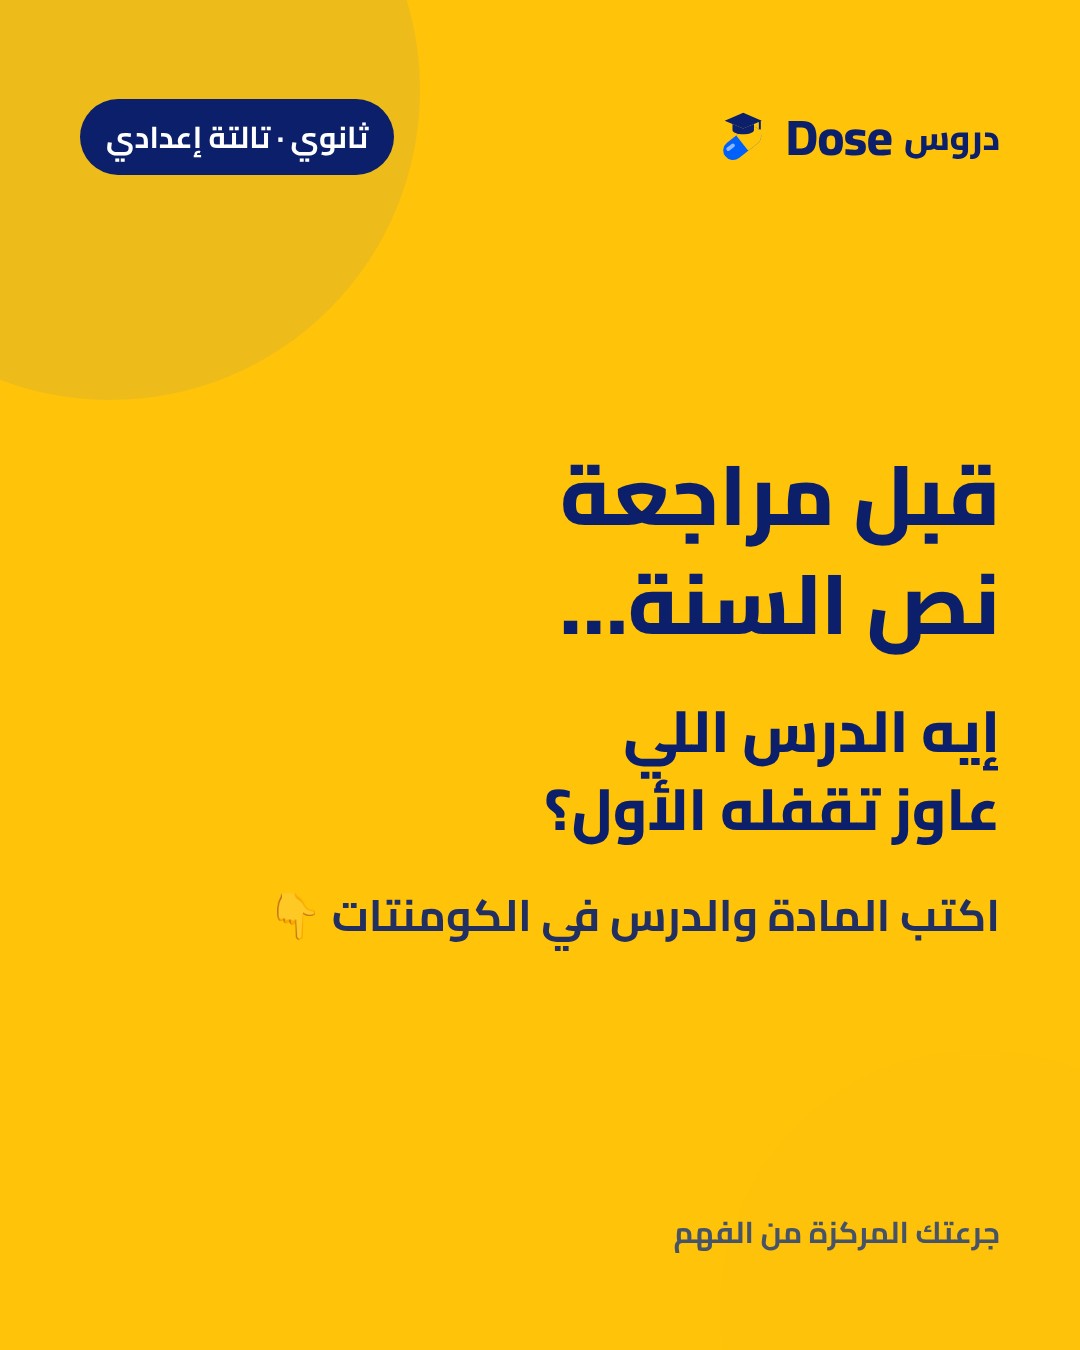 دروس Dose
ثانوي · تالتة إعدادي
قبل مراجعة
نص السنة...
إيه الدرس اللي
عاوز تقفله الأول؟
اكتب المادة والدرس في الكومنتات 👇
جرعتك المركزة من الفهم